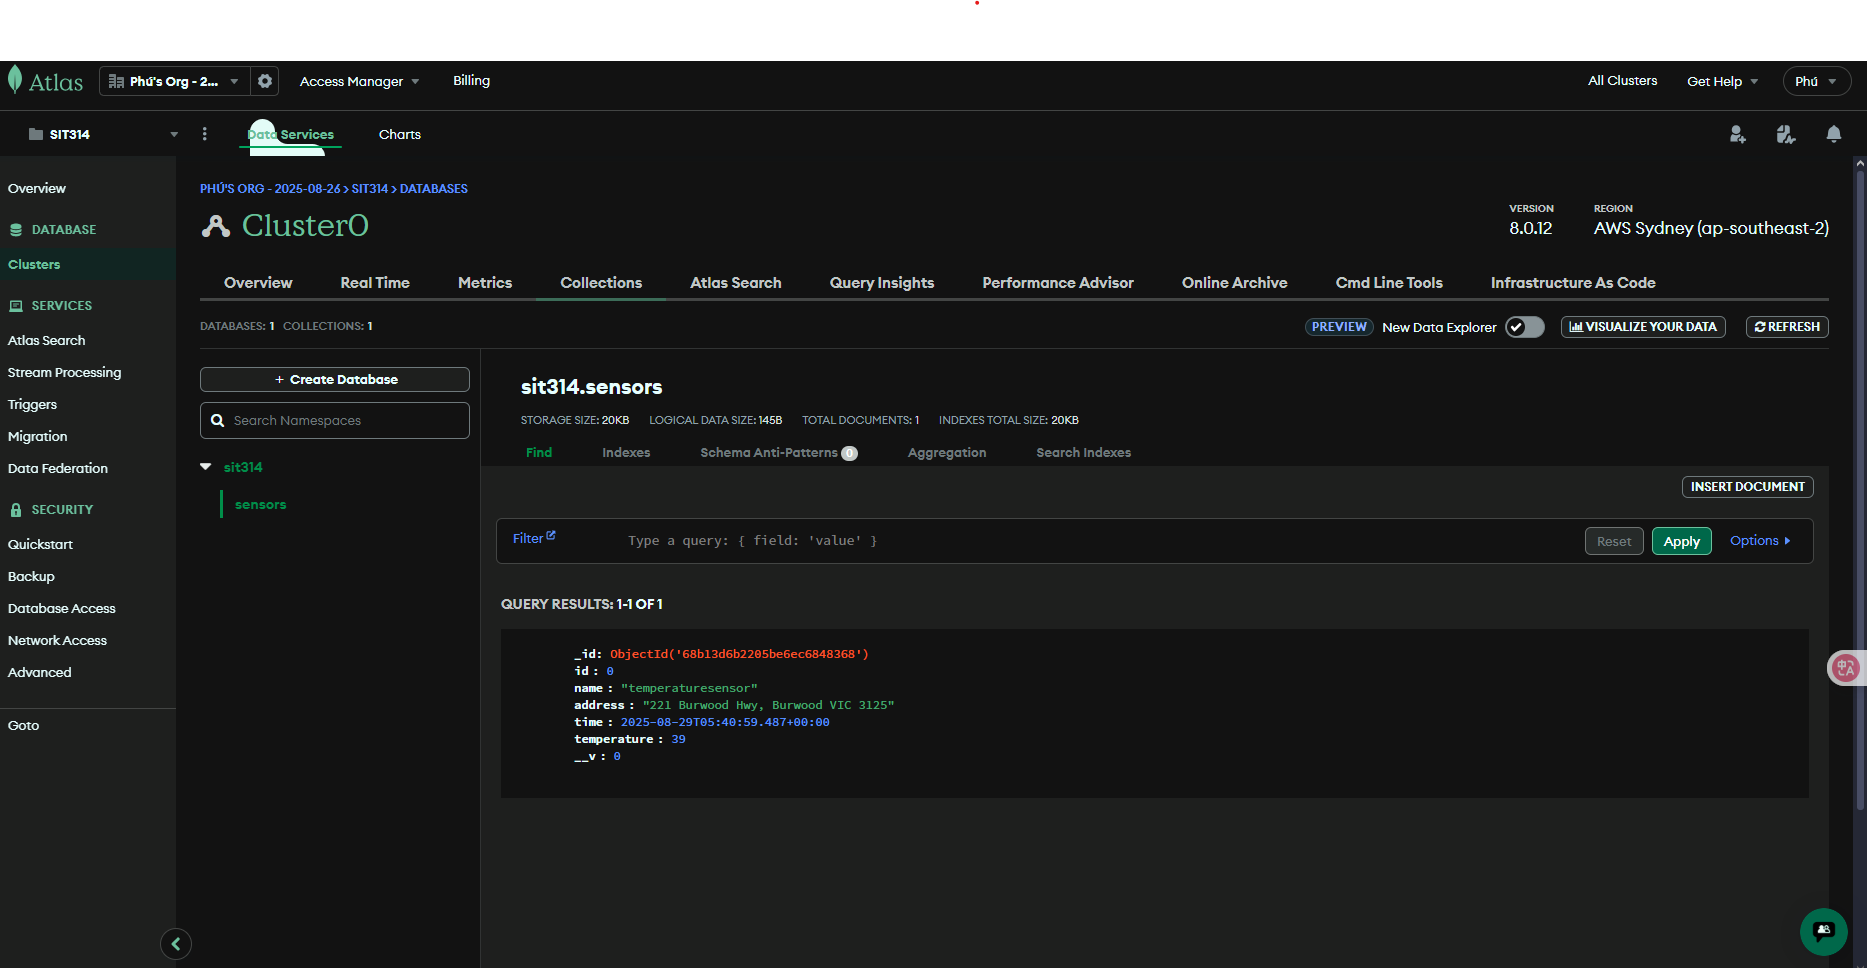 Atlas
Phú's Org - 2...
Access Manager
Billing
All Clusters
Get Help
Phú
SIT314
Data Services
Charts
Overview
DATABASE
Clusters
SERVICES
Atlas Search
Stream Processing
Triggers
Migration
Data Federation
SECURITY
Quickstart
Backup
Database Access
Network Access
Advanced
Goto
PHÚ'S ORG - 2025-08-26 > SIT314 > DATABASES
Cluster0
VERSION
8.0.12
REGION
AWS Sydney (ap-southeast-2)
Overview
Real Time
Metrics
Collections
Atlas Search
Query Insights
Performance Advisor
Online Archive
Cmd Line Tools
Infrastructure As Code
DATABASES: 1 COLLECTIONS: 1
PREVIEW
New Data Explorer
VISUALIZE YOUR DATA
REFRESH
+ Create Database
Search Namespaces
sit314
sensors
sit314.sensors
STORAGE SIZE: 20KB LOGICAL DATA SIZE: 145B TOTAL DOCUMENTS: 1 INDEXES TOTAL SIZE: 20KB
Find
Indexes
Schema Anti-Patterns 0
Aggregation
Search Indexes
INSERT DOCUMENT
Filter
Type a query: { field: 'value' }
Reset
Apply
Options
QUERY RESULTS: 1-1 OF 1
_id: ObjectId('68b13d6b2205be6ec6848368')
id : 0
name : "temperaturesensor"
address : "221 Burwood Hwy, Burwood VIC 3125"
time : 2025-08-29T05:40:59.487+00:00
temperature : 39
__v : 0